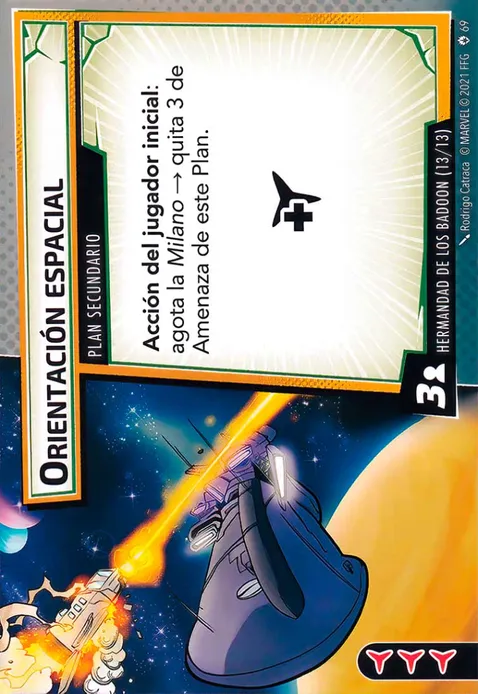 ORIENTACIÓN ESPACIAL
PLAN SECUNDARIO
Acción del jugador inicial:
agota la Milano → quita 3 de
Amenaza de este Plan.
3
HERMANDAD DE LOS BADOON (13/13)
Rodrigo Catraca © MARVEL © 2021 FFG 69